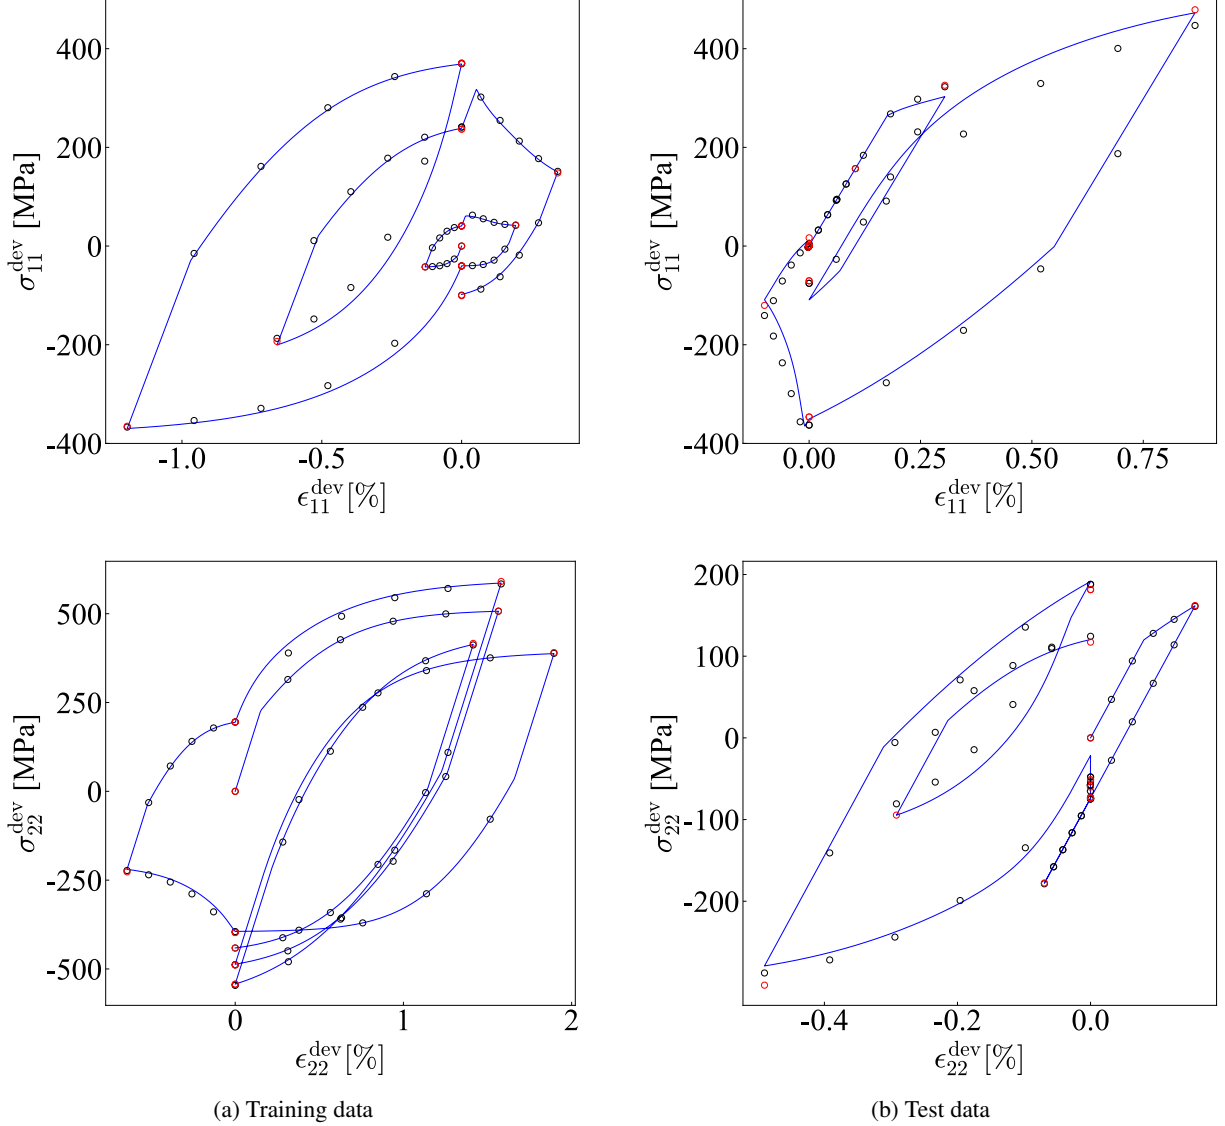 400
200
0
-200
-400
σ₁₁ᵈᵉᵛ [MPa]
-1.0 -0.5 0.0
ϵ₁₁ᵈᵉᵛ[%]
400
200
0
-200
-400
σ₁₁ᵈᵉᵛ [MPa]
0.00 0.25 0.50 0.75
ϵ₁₁ᵈᵉᵛ[%]
500
250
0
-250
-500
σ₂₂ᵈᵉᵛ [MPa]
0 1 2
ϵ₂₂ᵈᵉᵛ[%]
(a) Training data
200
100
0
-100
-200
σ₂₂ᵈᵉᵛ [MPa]
-0.4 -0.2 0.0
ϵ₂₂ᵈᵉᵛ[%]
(b) Test data